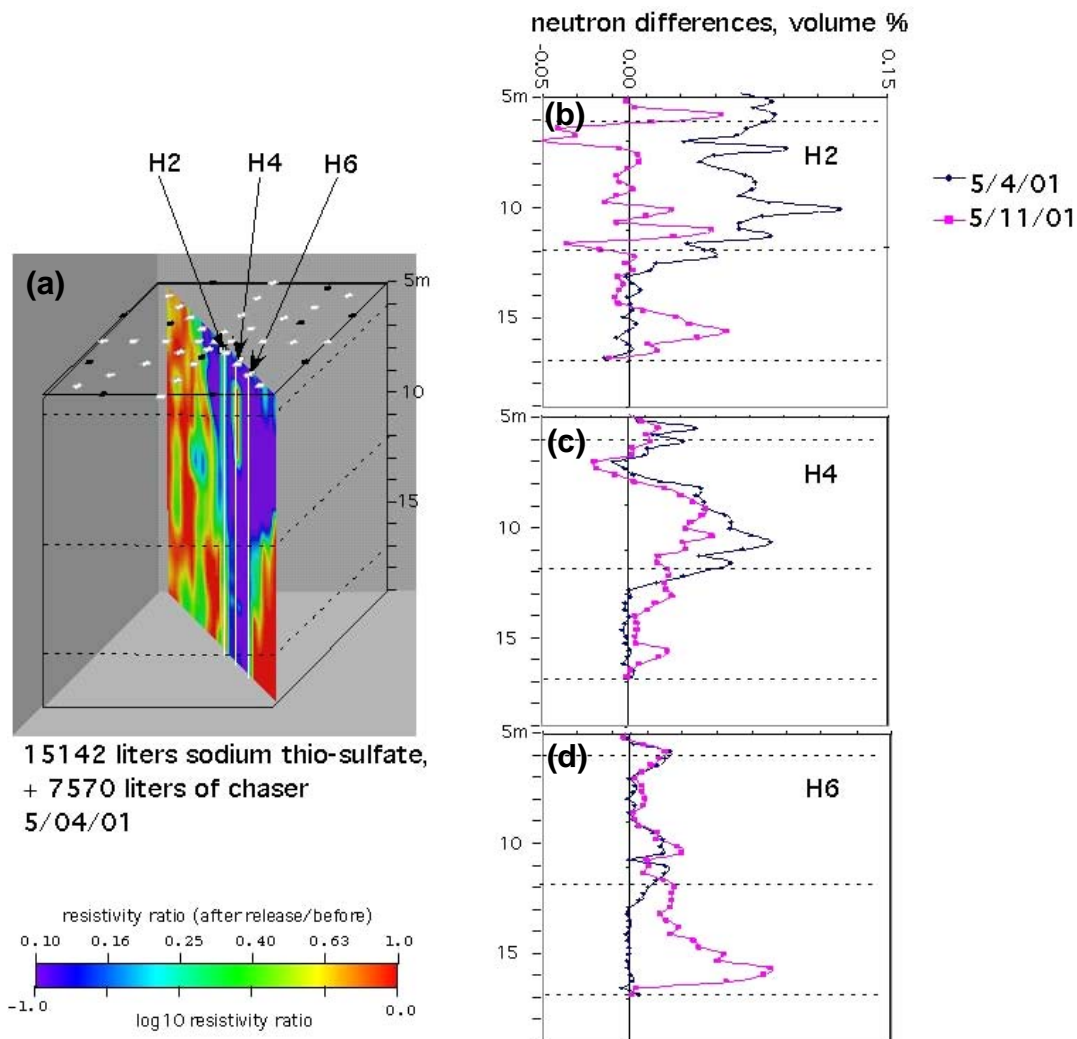 neutron differences, volume %
-0.05
0.00
0.15
(a)
H2
H4
H6
5m
10
15
15142 liters sodium thio-sulfate,
+ 7570 liters of chaser
5/04/01
resistivity ratio (after release/before)
0.10 0.16 0.25 0.40 0.63 1.0
-1.0 0.0
log10 resistivity ratio
5m
(b)
H2
10
15
5/4/01
5/11/01
5m
(c)
H4
10
15
5m
(d)
H6
10
15